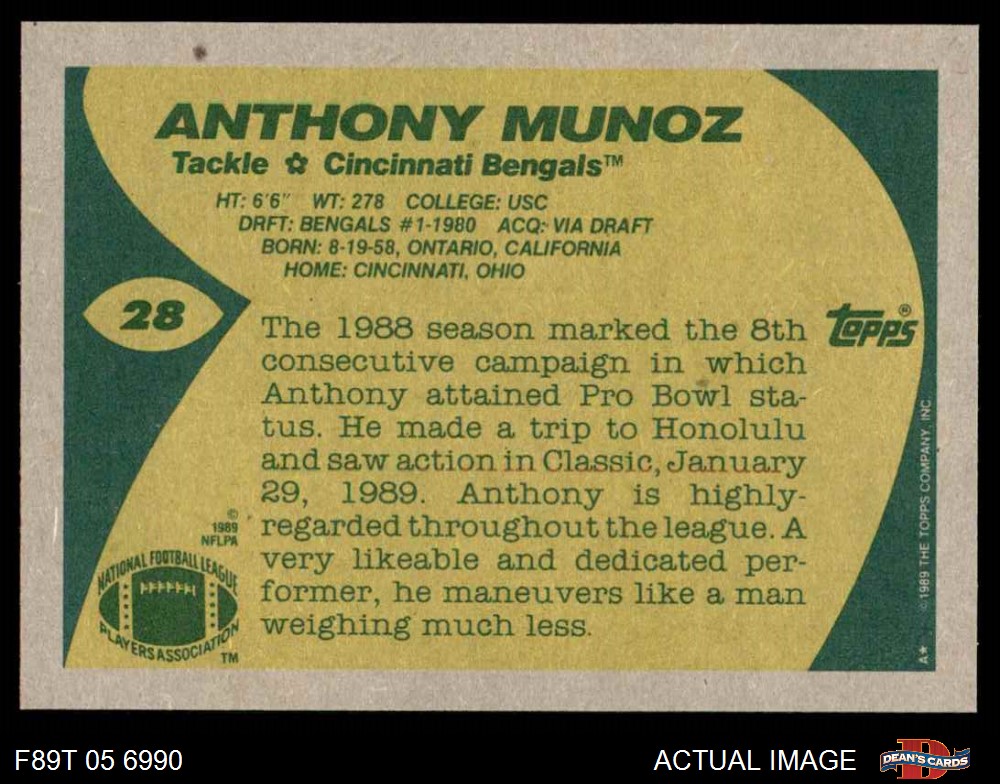 ANTHONY MUNOZ
Tackle Cincinnati Bengals™
HT: 6'6" WT: 278 COLLEGE: USC
DRFT: BENGALS #1-1980 ACQ: VIA DRAFT
BORN: 8-19-58, ONTARIO, CALIFORNIA
HOME: CINCINNATI, OHIO
28
The 1988 season marked the 8th
consecutive campaign in which
Anthony attained Pro Bowl sta-
tus. He made a trip to Honolulu
and saw action in Classic, January
29, 1989. Anthony is highly-
regarded throughout the league. A
very likeable and dedicated per-
former, he maneuvers like a man
weighing much less.
topps®
©
1989
NFLPA
NATIONAL FOOTBALL LEAGUE
PLAYERS ASSOCIATION
TM
©1989 THE TOPPS COMPANY, INC.
A*
F89T 05 6990
ACTUAL IMAGE
D
DEAN'S CARDS